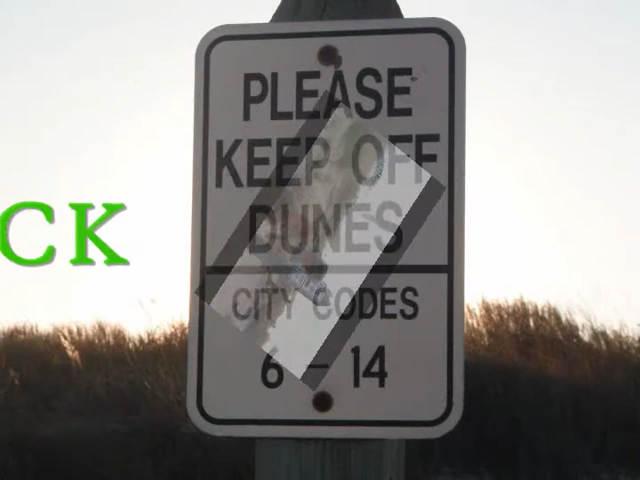 PLEASE
KEEP OFF
DUNES
CITY CODES
6 - 14
CK